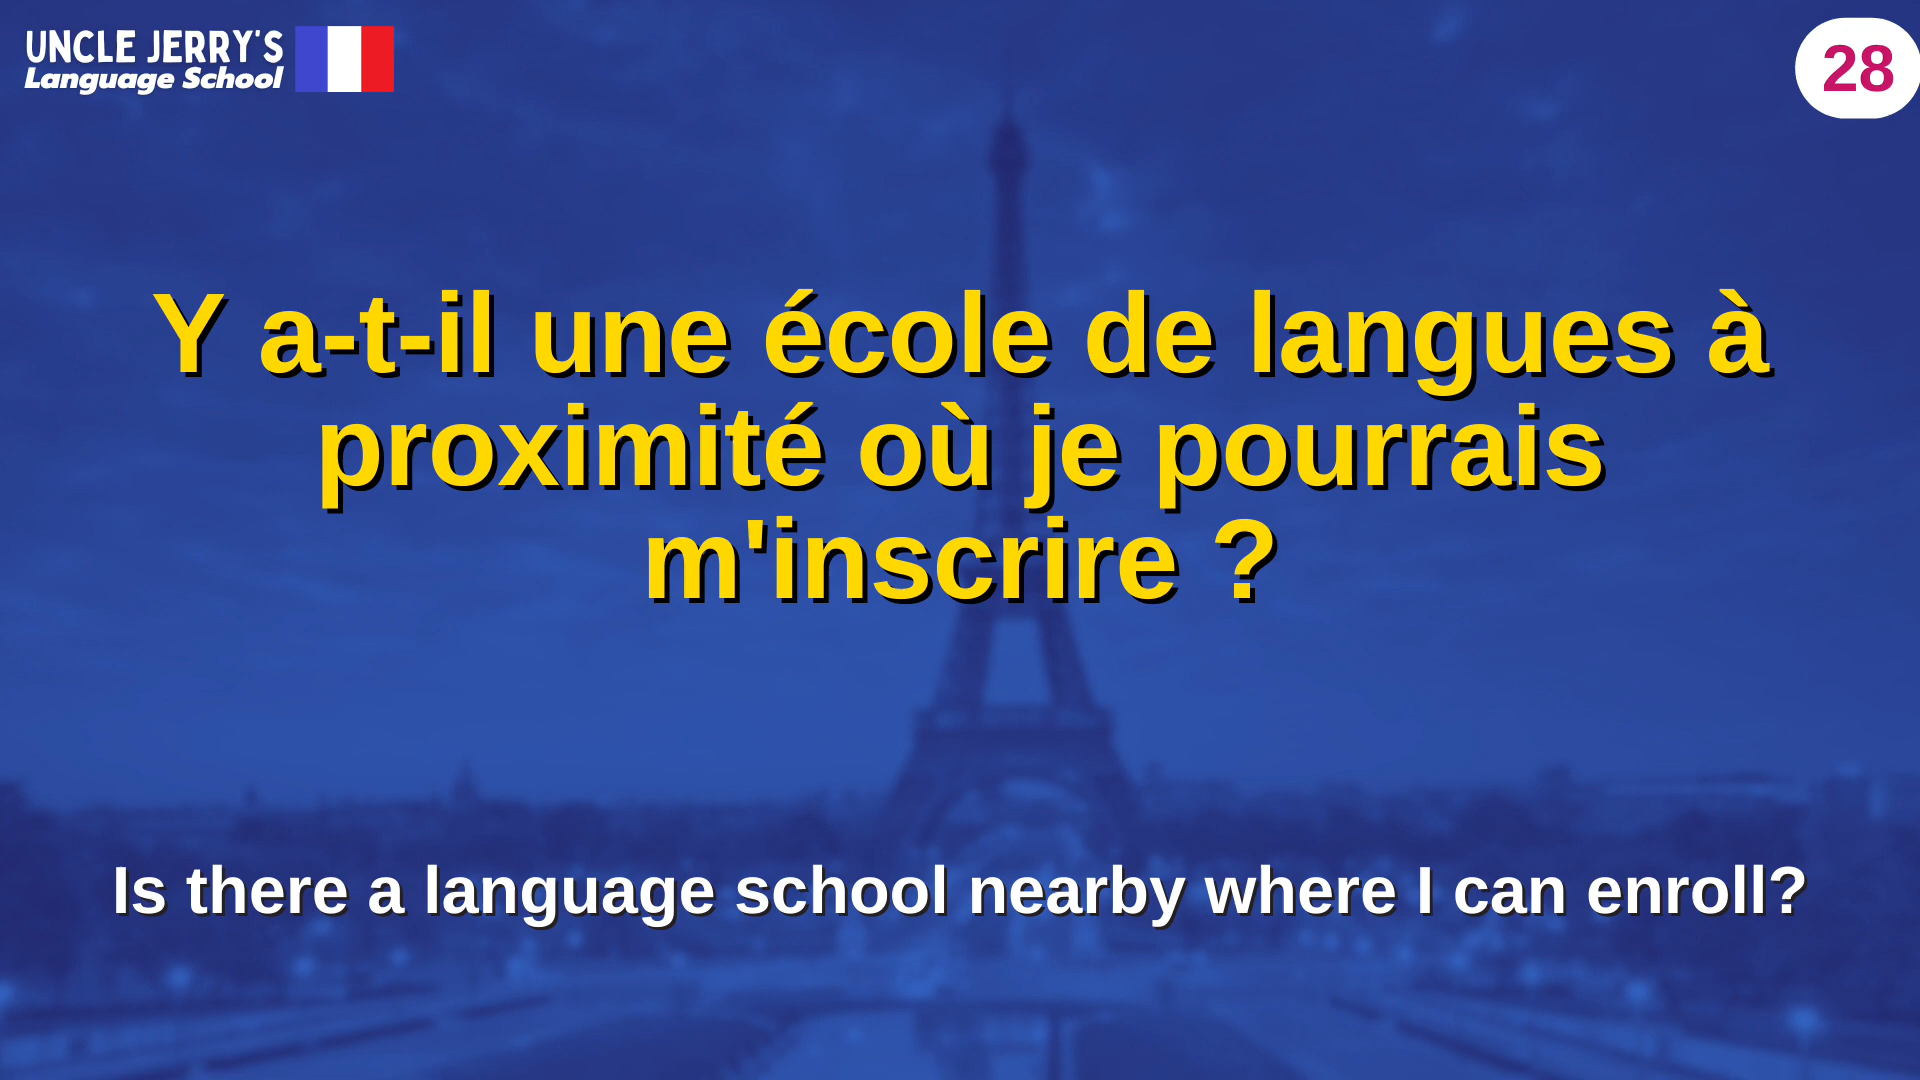 UNCLE JERRY'S
Language School
28
Y a-t-il une école de langues à
proximité où je pourrais
m'inscrire ?
Is there a language school nearby where I can enroll?